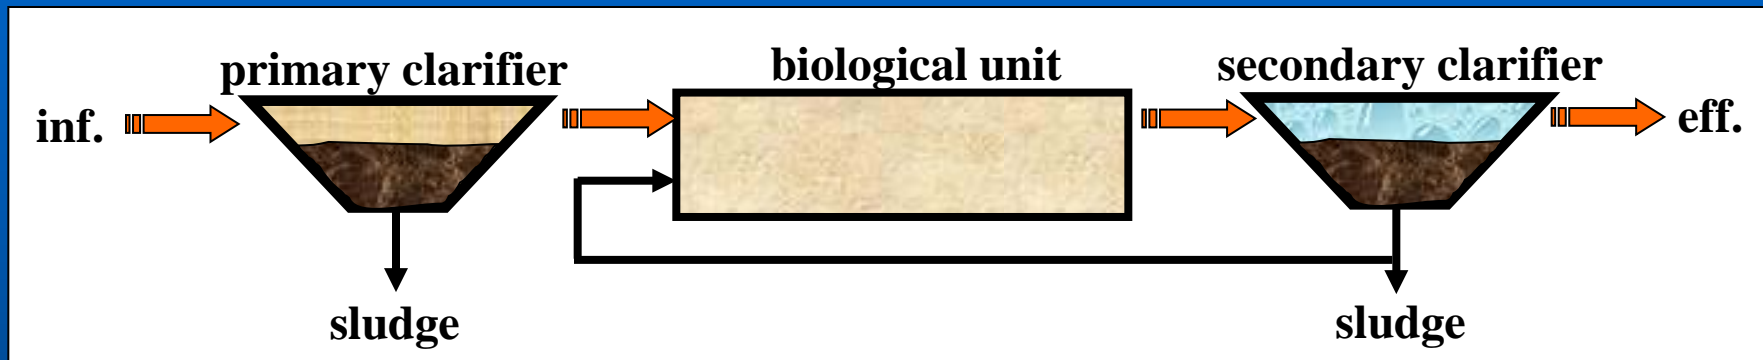 primary clarifier
biological unit
secondary clarifier
inf.
eff.
sludge
sludge